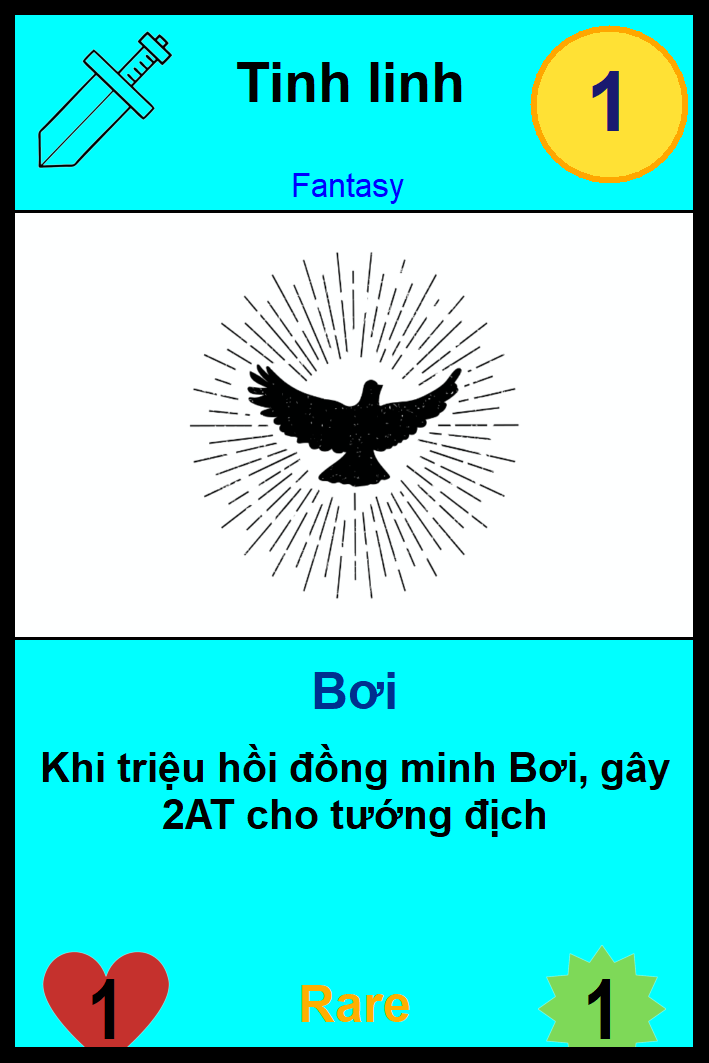 Tinh linh
1
Fantasy
Bơi
Khi triệu hồi đồng minh Bơi, gây
2AT cho tướng địch
1
Rare
1